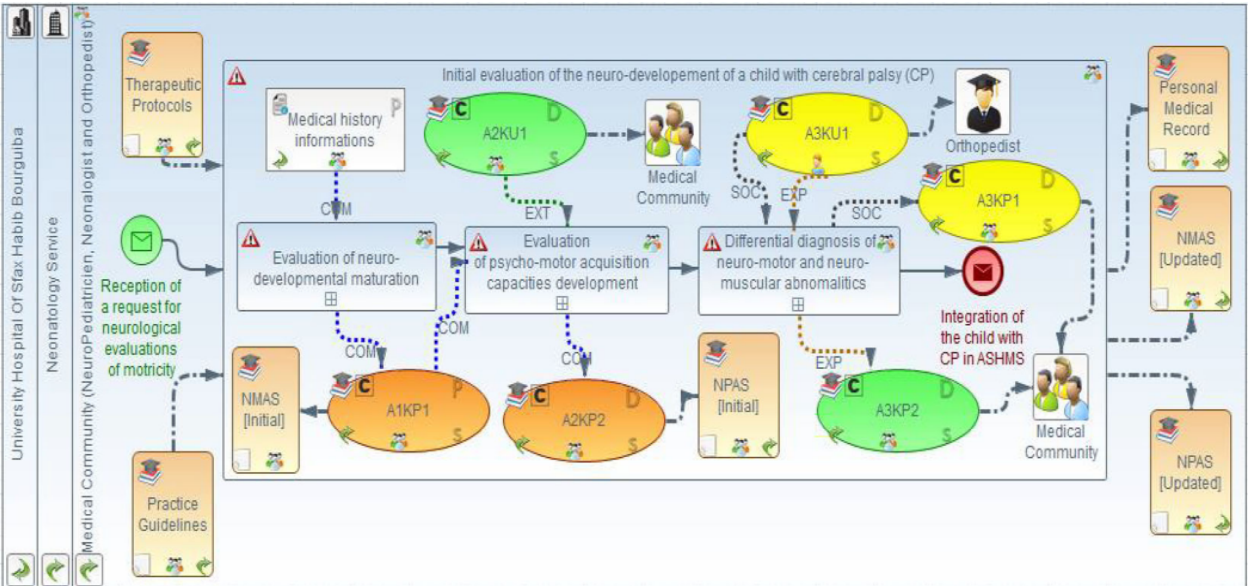 University Hospital Of Sfax Habib Bourguiba
Neonatology Service
Medical Community (NeuroPediatricien, Neonalogist and Orthopedist)
Therapeutic
Protocols
Reception of
a request for
neurological
evaluations
of motricity
Practice
Guidelines
Initial evaluation of the neuro-developement of a child with cerebral palsy (CP)
Medical history
informations
P
COM
C
A2KU1
D
S
EXT
Medical
Community
C
A3KU1
D
S
SOC
EXP
Orthopedist
C
A3KP1
D
S
SOC
Evaluation of neuro-
developmental maturation
Evaluation
of psycho-motor acquisition
capacities development
Differential diagnosis of
neuro-motor and neuro-
muscular abnomalitics
Integration of
the child with
CP in ASHMS
COM
COM
COM
EXP
NMAS
[Initial]
C
A1KP1
P
S
C
A2KP2
D
S
NPAS
[Initial]
C
A3KP2
D
S
Medical
Community
Personal
Medical
Record
NMAS
[Updated]
NPAS
[Updated]